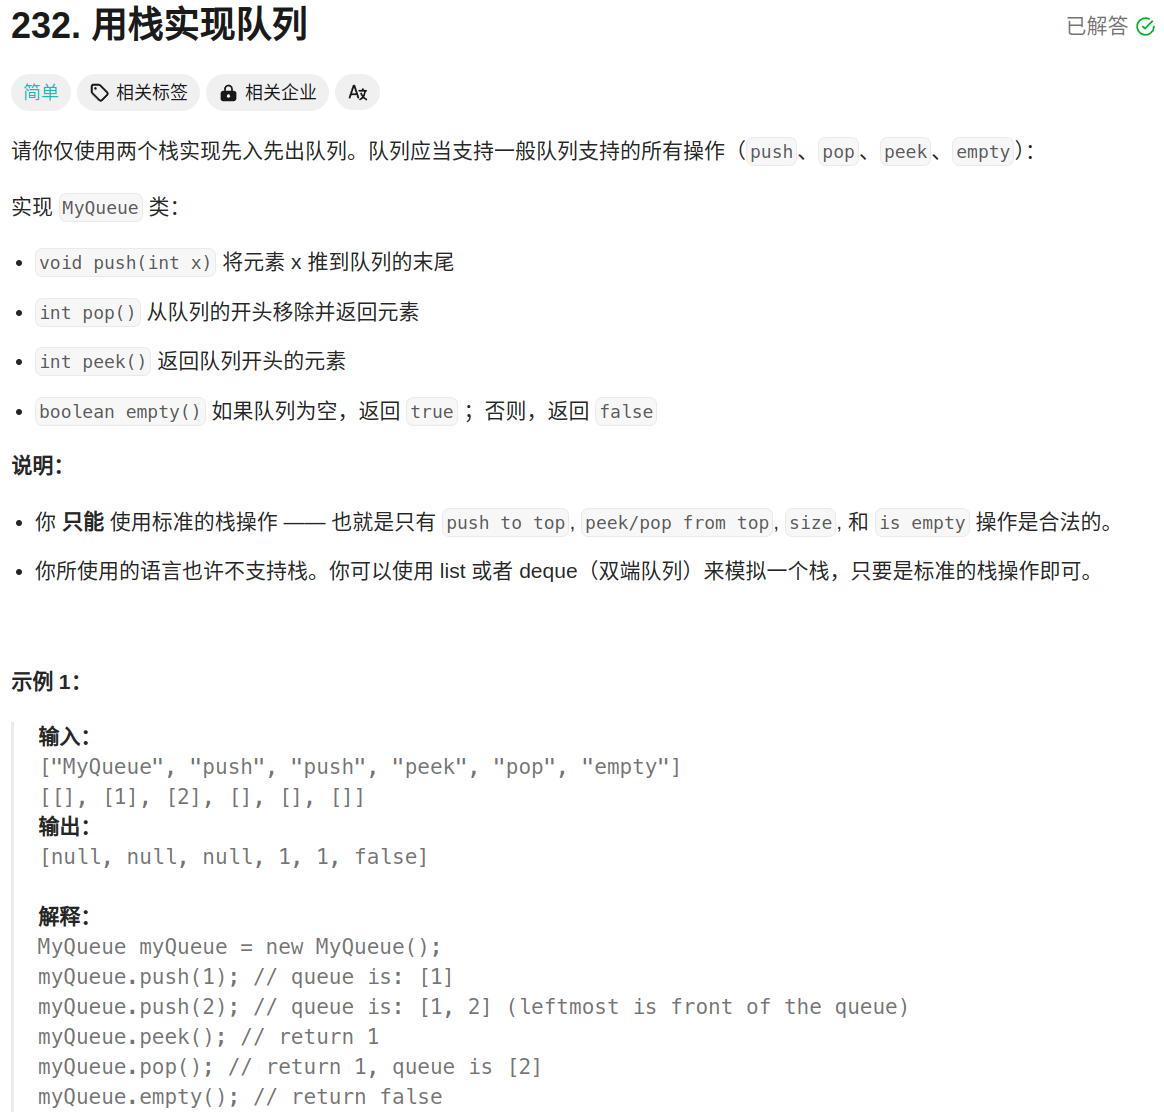 232. 用栈实现队列
已解答
简单 相关标签 相关企业 A文
请你仅使用两个栈实现先入先出队列。队列应当支持一般队列支持的所有操作（push、pop、peek、empty）：
实现 MyQueue 类：
• void push(int x) 将元素 x 推到队列的末尾
• int pop() 从队列的开头移除并返回元素
• int peek() 返回队列开头的元素
• boolean empty() 如果队列为空，返回 true ；否则，返回 false
说明：
• 你 只能 使用标准的栈操作 —— 也就是只有 push to top, peek/pop from top, size, 和 is empty 操作是合法的。
• 你所使用的语言也许不支持栈。你可以使用 list 或者 deque（双端队列）来模拟一个栈，只要是标准的栈操作即可。
示例 1：
输入：
["MyQueue", "push", "push", "peek", "pop", "empty"]
[[], [1], [2], [], [], []]
输出：
[null, null, null, 1, 1, false]
解释：
MyQueue myQueue = new MyQueue();
myQueue.push(1); // queue is: [1]
myQueue.push(2); // queue is: [1, 2] (leftmost is front of the queue)
myQueue.peek(); // return 1
myQueue.pop(); // return 1, queue is [2]
myQueue.empty(); // return false